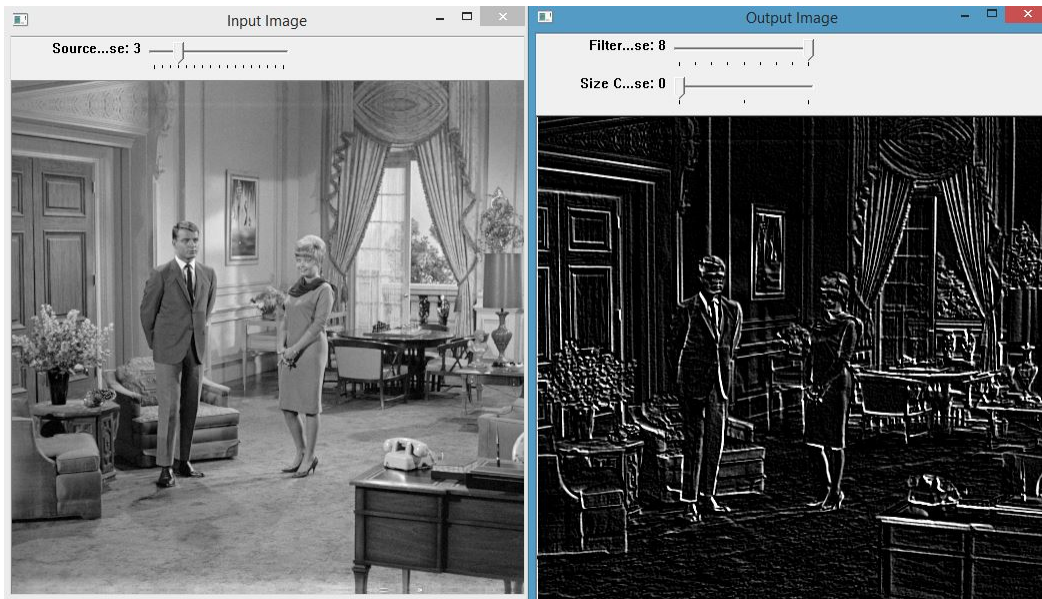 Input Image
Source...se: 3
Output Image
Filter...se: 8
Size C...se: 0